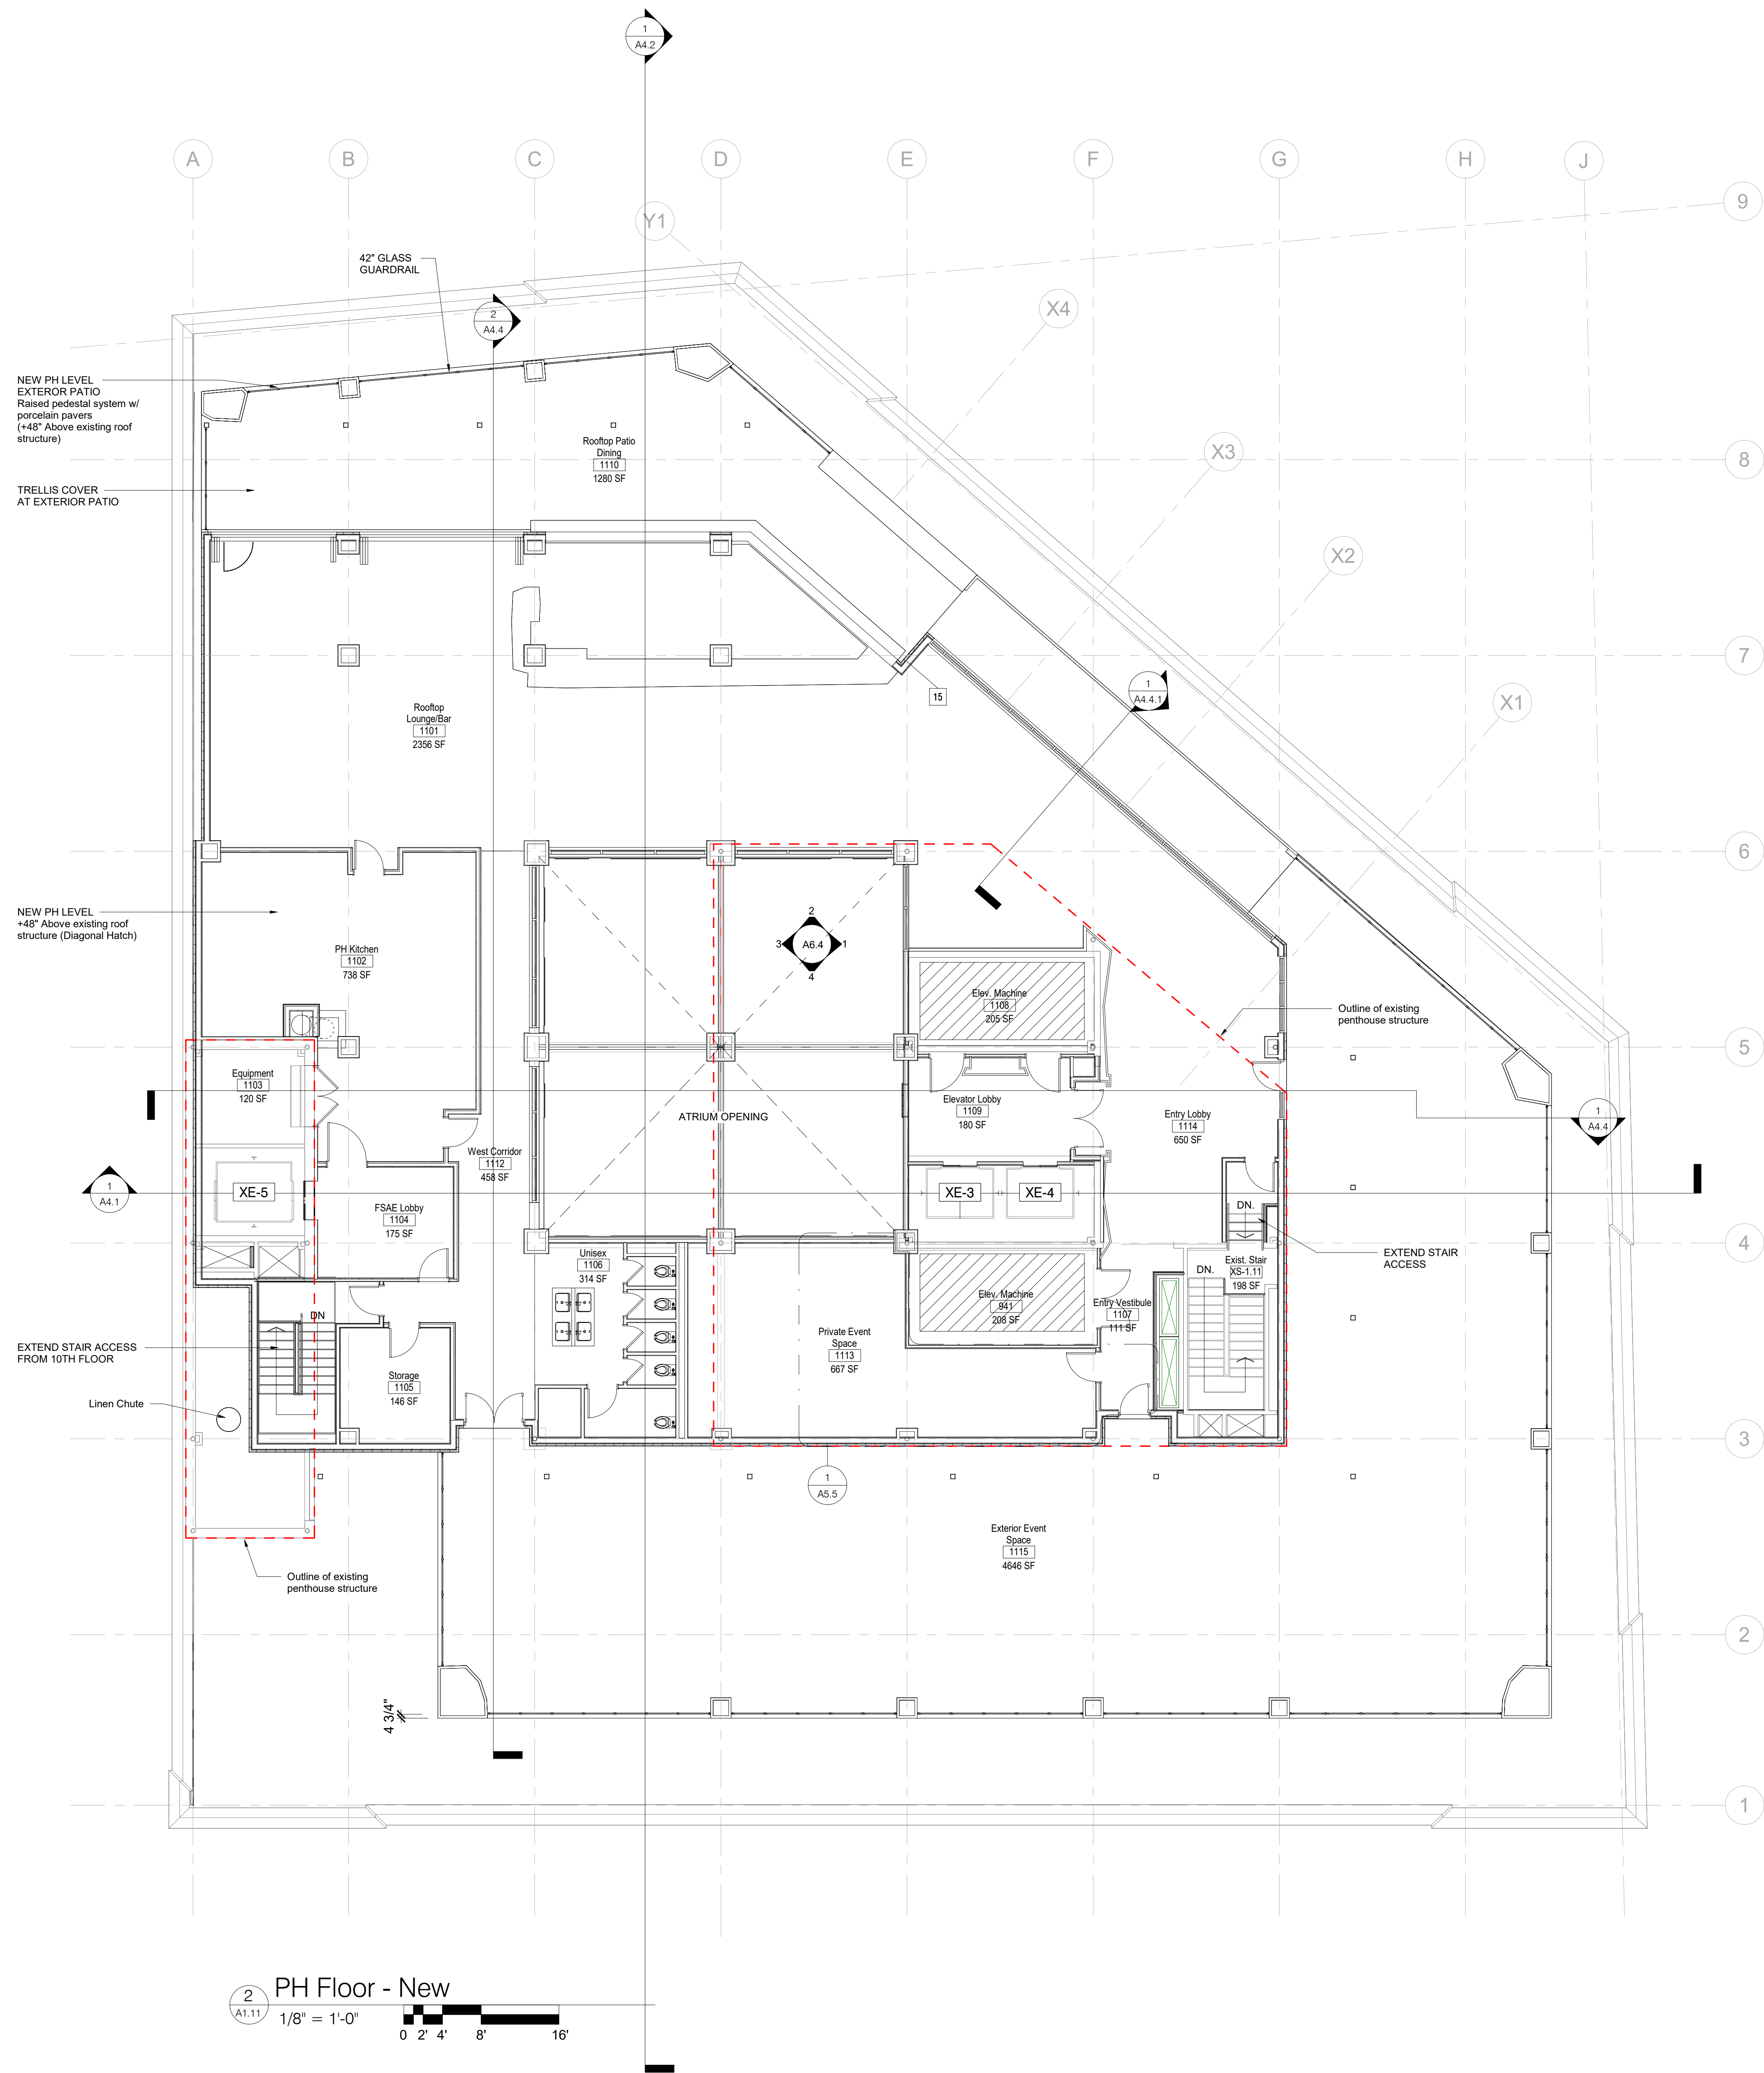 1
A4.2
A
B
C
D
E
F
G
H
J
9
Y1
42" GLASS
GUARDRAIL
X4
2
A4.4
NEW PH LEVEL
EXTEROR PATIO
Raised pedestal system w/
porcelain pavers
(+48" Above existing roof
structure)
Rooftop Patio
Dining
1110
1280 SF
X3
8
TRELLIS COVER
AT EXTERIOR PATIO
X2
7
15
1
A4.4.1
X1
Rooftop
Lounge/Bar
1101
2356 SF
6
NEW PH LEVEL
+48" Above existing roof
structure (Diagonal Hatch)
PH Kitchen
1102
738 SF
2
3
A6.4
1
4
Elev. Machine
1108
205 SF
Outline of existing
penthouse structure
5
Equipment
1103
120 SF
ATRIUM OPENING
Elevator Lobby
1109
180 SF
Entry Lobby
1114
650 SF
1
A4.4
West Corridor
1112
458 SF
1
A4.1
XE-5
XE-3
XE-4
FSAE Lobby
1104
175 SF
DN.
4
Unisex
1106
314 SF
EXTEND STAIR
ACCESS
Exist. Stair
XS-1.11
198 SF
DN.
DN
Elev. Machine
941
208 SF
Entry Vestibule
1107
111 SF
Private Event
Space
1113
667 SF
EXTEND STAIR ACCESS
FROM 10TH FLOOR
Storage
1105
146 SF
Linen Chute
3
1
A5.5
Exterior Event
Space
1115
4646 SF
Outline of existing
penthouse structure
2
4 3/4"
1
2
A1.11
PH Floor - New
1/8" = 1'-0"
0 2' 4' 8' 16'